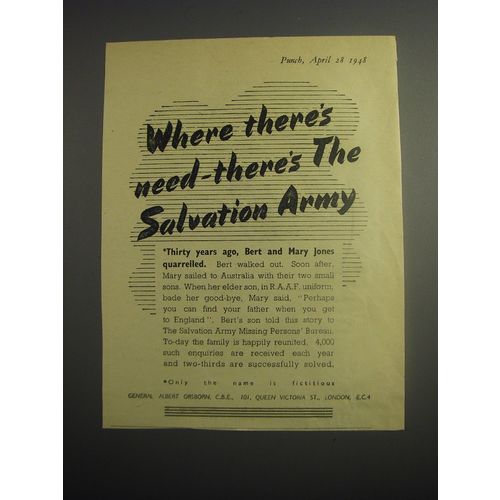 Punch, April 28 1948
Where there's
need-there's The
Salvation Army
*Thirty years ago, Bert and Mary Jones
quarrelled. Bert walked out. Soon after,
Mary sailed to Australia with their two small
sons. When her elder son, in R.A.A.F. uniform,
bade her good-bye, Mary said, "Perhaps
you can find your father when you get
to England". Bert's son told this story to
The Salvation Army Missing Persons' Bureau.
To-day the family is happily reunited. 4,000
such enquiries are received each year
and two-thirds are successfully solved.
*Only the name is fictitious
GENERAL ALBERT ORSBORN, C.B.E., 101, QUEEN VICTORIA ST., LONDON, E.C.4